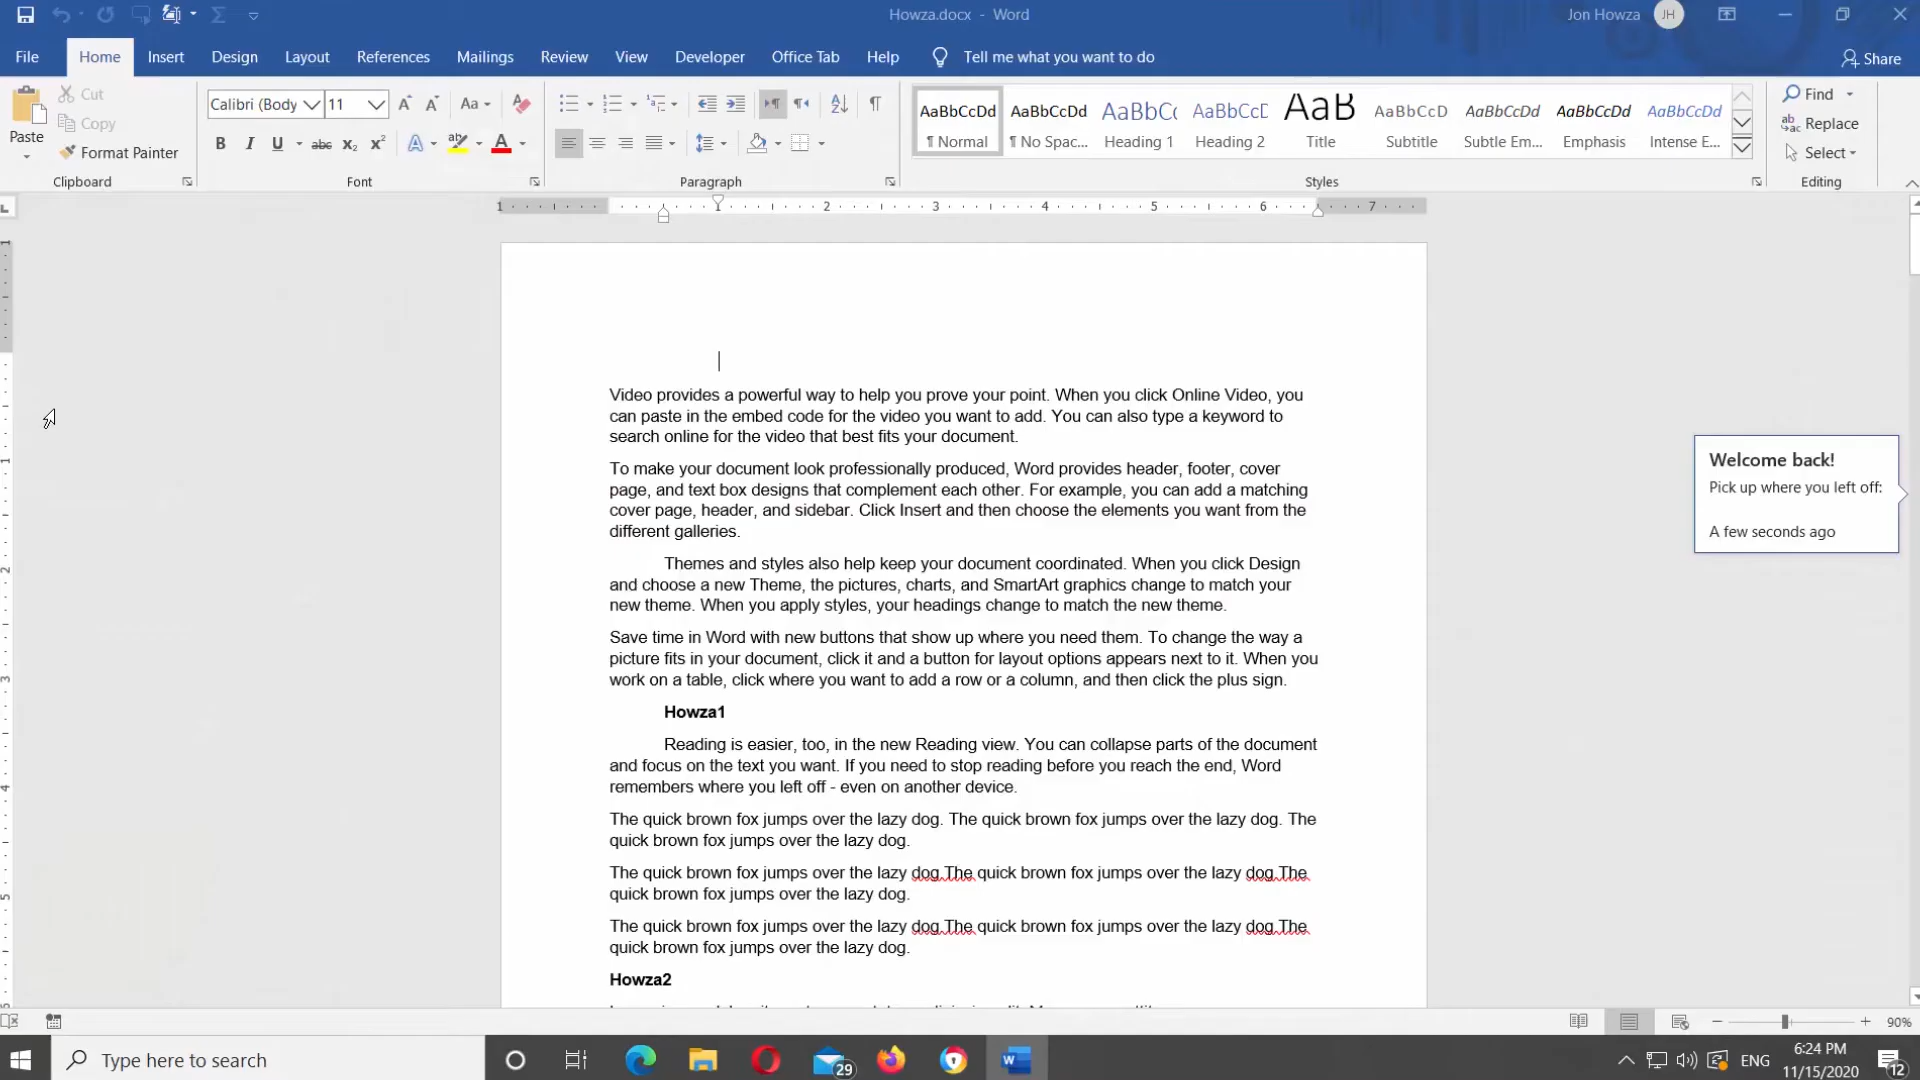 Howza.docx - Word
Jon Howza JH
File Home Insert Design Layout References Mailings Review View Developer Office Tab Help Tell me what you want to do Share
Paste
Cut
Copy
Format Painter
Clipboard
Calibri (Body 11
Aa
B I U abc x₂ x² A ab A
Font
Paragraph
AaBbCcDd AaBbCcDd AaBbC( AaBbCcD AaB AaBbCcD AaBbCcDd AaBbCcDd AaBbCcDd
¶ Normal ¶ No Spac... Heading 1 Heading 2 Title Subtitle Subtle Em... Emphasis Intense E...
Styles
Find
Replace
Select
Editing
1 1 2 3 4 5 6 7
Video provides a powerful way to help you prove your point. When you click Online Video, you
can paste in the embed code for the video you want to add. You can also type a keyword to
search online for the video that best fits your document.
To make your document look professionally produced, Word provides header, footer, cover
page, and text box designs that complement each other. For example, you can add a matching
cover page, header, and sidebar. Click Insert and then choose the elements you want from the
different galleries.
Themes and styles also help keep your document coordinated. When you click Design
and choose a new Theme, the pictures, charts, and SmartArt graphics change to match your
new theme. When you apply styles, your headings change to match the new theme.
Save time in Word with new buttons that show up where you need them. To change the way a
picture fits in your document, click it and a button for layout options appears next to it. When you
work on a table, click where you want to add a row or a column, and then click the plus sign.
Howza1
Reading is easier, too, in the new Reading view. You can collapse parts of the document
and focus on the text you want. If you need to stop reading before you reach the end, Word
remembers where you left off - even on another device.
The quick brown fox jumps over the lazy dog. The quick brown fox jumps over the lazy dog. The
quick brown fox jumps over the lazy dog.
The quick brown fox jumps over the lazy dog.The quick brown fox jumps over the lazy dog.The
quick brown fox jumps over the lazy dog.
The quick brown fox jumps over the lazy dog.The quick brown fox jumps over the lazy dog.The
quick brown fox jumps over the lazy dog.
Howza2
Welcome back!
Pick up where you left off:
A few seconds ago
90%
Type here to search
29
ENG
6:24 PM
11/15/2020
12